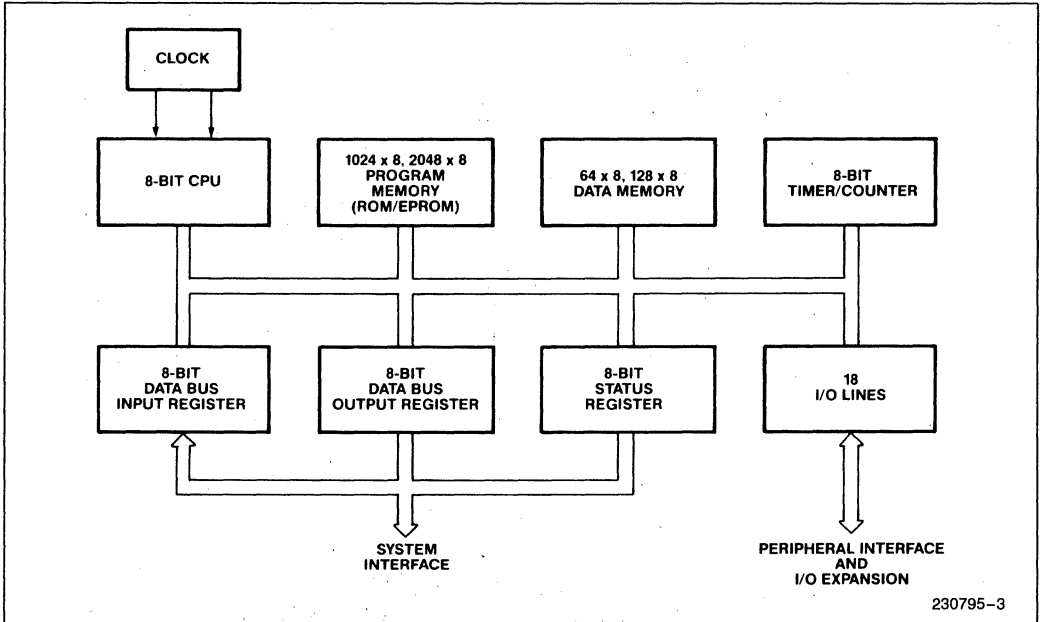 CLOCK
8-BIT CPU
1024 x 8, 2048 x 8
PROGRAM
MEMORY
(ROM/EPROM)
64 x 8, 128 x 8
DATA MEMORY
8-BIT
TIMER/COUNTER
8-BIT
DATA BUS
INPUT REGISTER
8-BIT
DATA BUS
OUTPUT REGISTER
8-BIT
STATUS
REGISTER
18
I/O LINES
SYSTEM
INTERFACE
PERIPHERAL INTERFACE
AND
I/O EXPANSION
230795–3